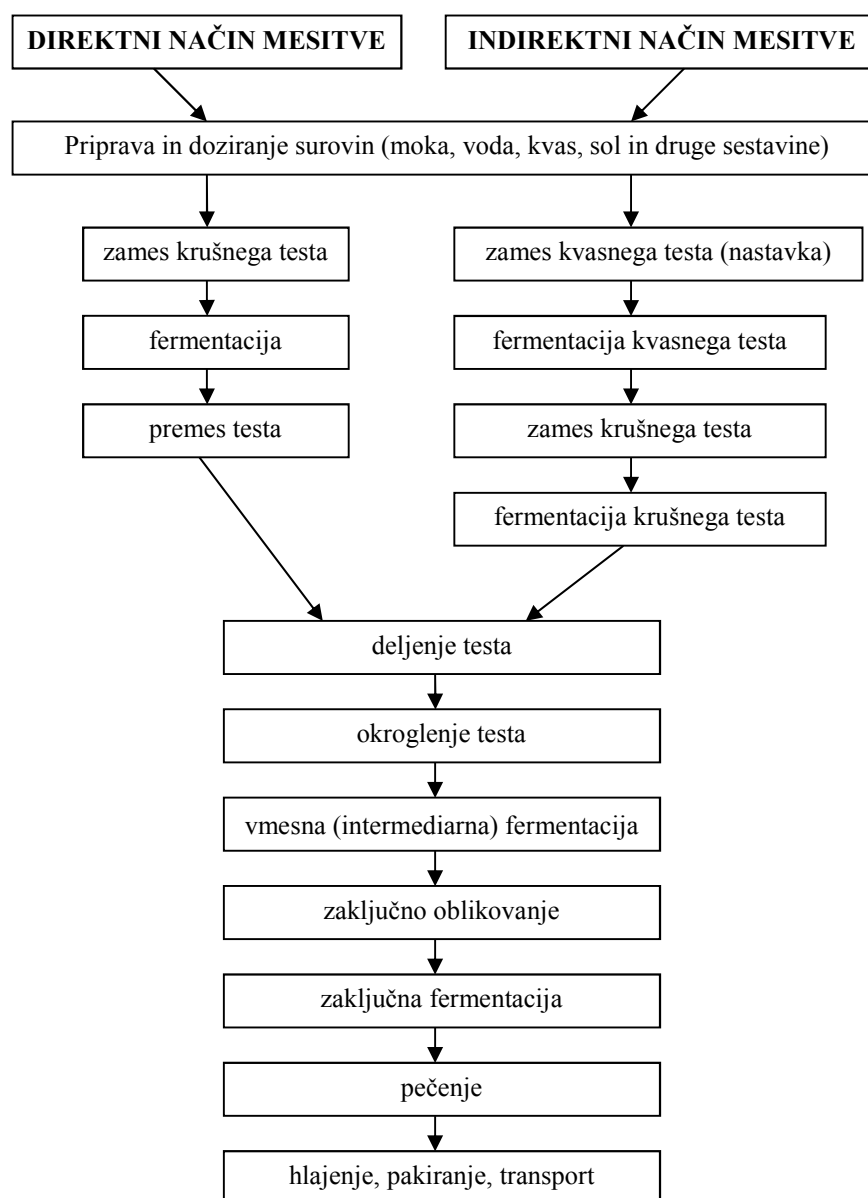 DIREKTNI NAČIN MESITVE
INDIREKTNI NAČIN MESITVE
Priprava in doziranje surovin (moka, voda, kvas, sol in druge sestavine)
zames krušnega testa
fermentacija
premes testa
zames kvasnega testa (nastavka)
fermentacija kvasnega testa
zames krušnega testa
fermentacija krušnega testa
deljenje testa
okroglenje testa
vmesna (intermediarna) fermentacija
zaključno oblikovanje
zaključna fermentacija
pečenje
hlajenje, pakiranje, transport